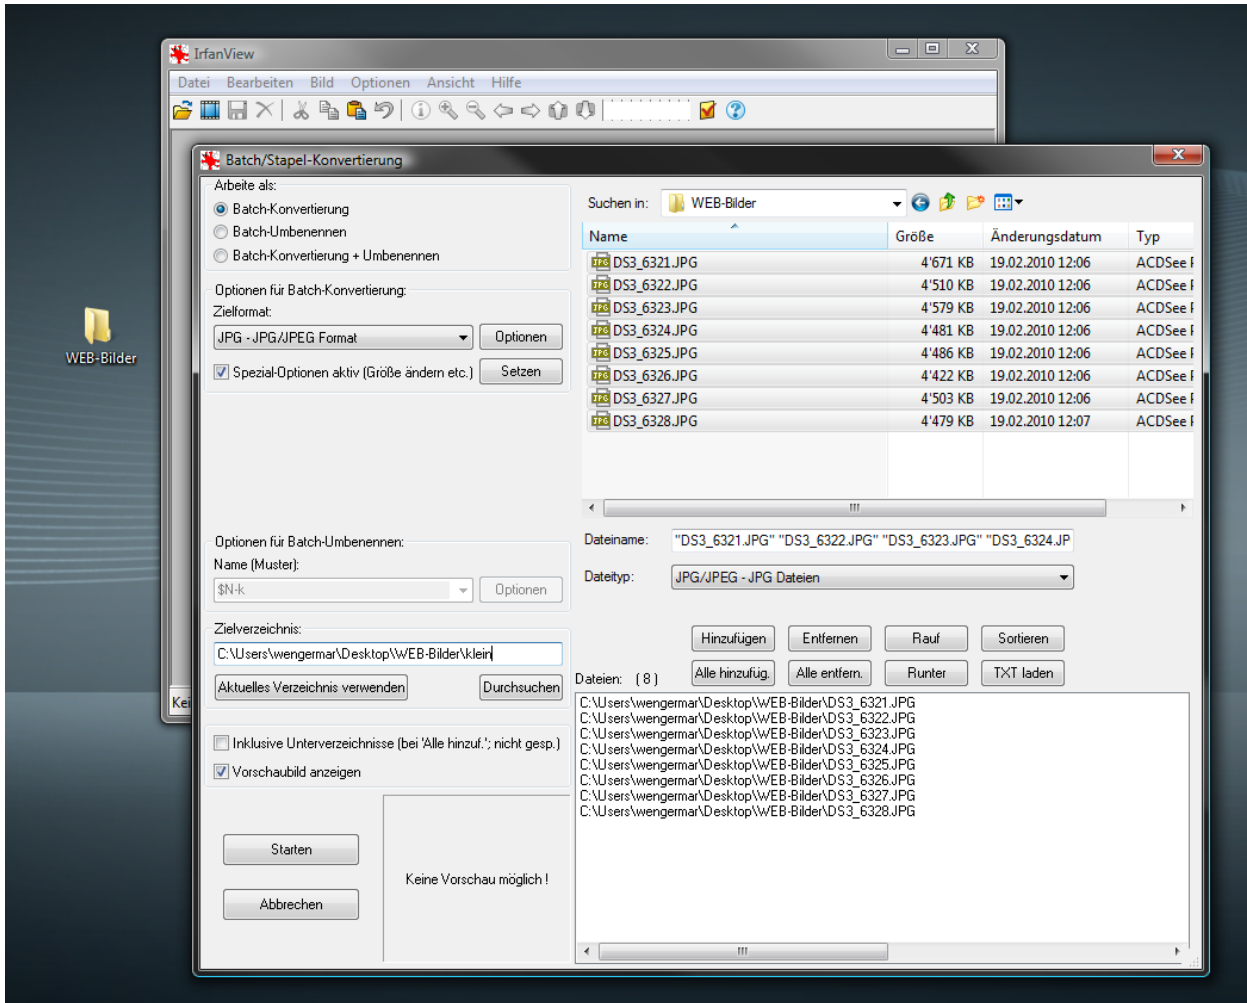 IrfanView
Datei Bearbeiten Bild Optionen Ansicht Hilfe
WEB-Bilder
Batch/Stapel-Konvertierung
Arbeite als:
Batch-Konvertierung
Batch-Umbenennen
Batch-Konvertierung + Umbenennen
Optionen für Batch-Konvertierung:
Zielformat:
JPG - JPG/JPEG Format Optionen
Spezial-Optionen aktiv (Größe ändern etc.) Setzen
Optionen für Batch-Umbenennen:
Name (Muster):
$N-k Optionen
Zielverzeichnis:
C:\Users\wengermar\Desktop\WEB-Bilder\klein
Aktuelles Verzeichnis verwenden Durchsuchen
Kei
Inklusive Unterverzeichnisse (bei 'Alle hinzuf.'; nicht gesp.)
Vorschaubild anzeigen
Starten
Abbrechen
Keine Vorschau möglich !
Suchen in: WEB-Bilder
Name Größe Änderungsdatum Typ
DS3_6321.JPG 4'671 KB 19.02.2010 12:06 ACDSee
DS3_6322.JPG 4'510 KB 19.02.2010 12:06 ACDSee
DS3_6323.JPG 4'579 KB 19.02.2010 12:06 ACDSee
DS3_6324.JPG 4'481 KB 19.02.2010 12:06 ACDSee
DS3_6325.JPG 4'486 KB 19.02.2010 12:06 ACDSee
DS3_6326.JPG 4'422 KB 19.02.2010 12:06 ACDSee
DS3_6327.JPG 4'503 KB 19.02.2010 12:06 ACDSee
DS3_6328.JPG 4'479 KB 19.02.2010 12:07 ACDSee
Dateiname: "DS3_6321.JPG" "DS3_6322.JPG" "DS3_6323.JPG" "DS3_6324.JP
Dateityp: JPG/JPEG - JPG Dateien
Hinzufügen Entfernen Rauf Sortieren
Dateien: ( 8 ) Alle hinzufüg. Alle entfern. Runter TXT laden
C:\Users\wengermar\Desktop\WEB-Bilder\DS3_6321.JPG
C:\Users\wengermar\Desktop\WEB-Bilder\DS3_6322.JPG
C:\Users\wengermar\Desktop\WEB-Bilder\DS3_6323.JPG
C:\Users\wengermar\Desktop\WEB-Bilder\DS3_6324.JPG
C:\Users\wengermar\Desktop\WEB-Bilder\DS3_6325.JPG
C:\Users\wengermar\Desktop\WEB-Bilder\DS3_6326.JPG
C:\Users\wengermar\Desktop\WEB-Bilder\DS3_6327.JPG
C:\Users\wengermar\Desktop\WEB-Bilder\DS3_6328.JPG